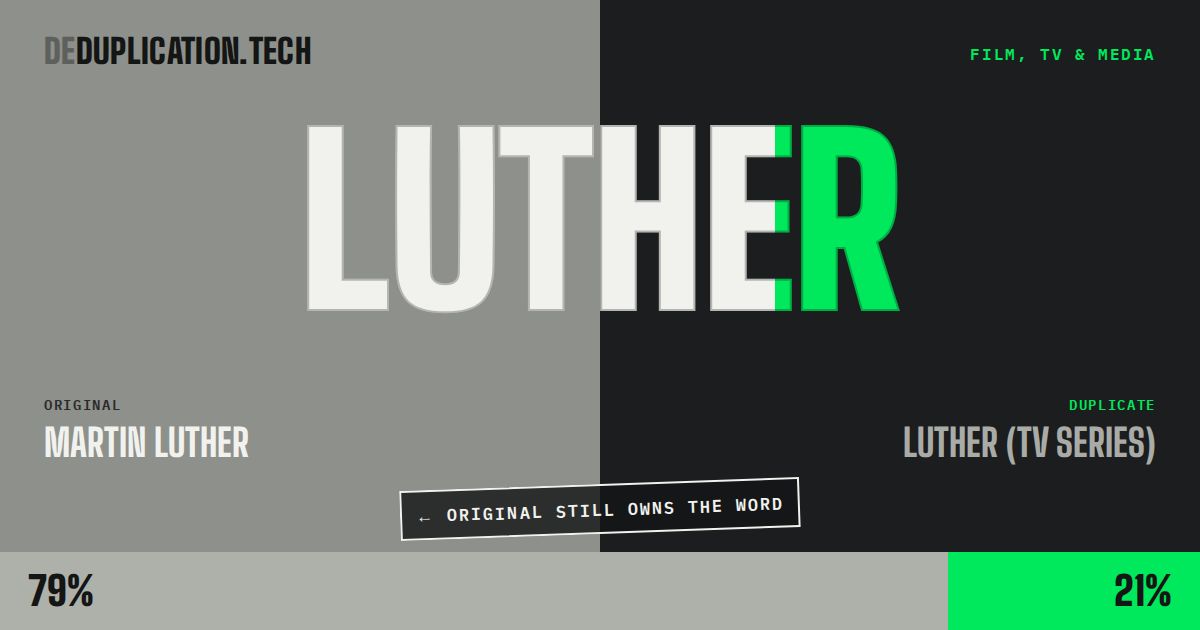 DEDUPLICATION.TECH
FILM, TV & MEDIA
LUTHER
ORIGINAL
MARTIN LUTHER
DUPLICATE
LUTHER (TV SERIES)
← ORIGINAL STILL OWNS THE WORD
79%
21%